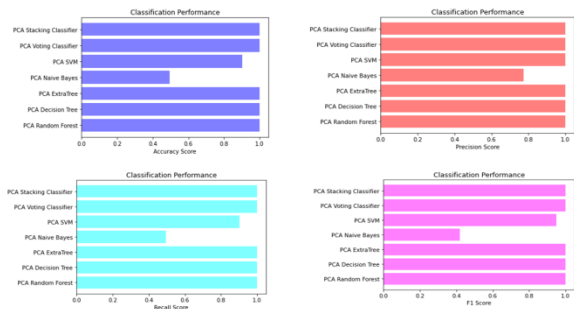 Classification Performance
PCA Stacking Classifier
PCA Voting Classifier
PCA SVM
PCA Naive Bayes
PCA ExtraTree
PCA Decision Tree
PCA Random Forest
0.0 0.2 0.4 0.6 0.8 1.0
Accuracy Score
Classification Performance
PCA Stacking Classifier
PCA Voting Classifier
PCA SVM
PCA Naive Bayes
PCA ExtraTree
PCA Decision Tree
PCA Random Forest
0.0 0.2 0.4 0.6 0.8 1.0
Precision Score
Classification Performance
PCA Stacking Classifier
PCA Voting Classifier
PCA SVM
PCA Naive Bayes
PCA ExtraTree
PCA Decision Tree
PCA Random Forest
0.0 0.2 0.4 0.6 0.8 1.0
Recall Score
Classification Performance
PCA Stacking Classifier
PCA Voting Classifier
PCA SVM
PCA Naive Bayes
PCA ExtraTree
PCA Decision Tree
PCA Random Forest
0.0 0.2 0.4 0.6 0.8 1.0
F1 Score